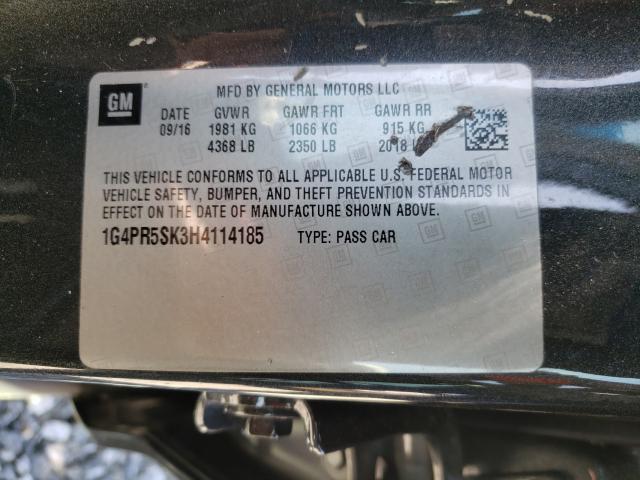 GM
MFD BY GENERAL MOTORS LLC
DATE GVWR GAWR FRT GAWR RR
09/16 1981 KG 1066 KG 915 KG
4368 LB 2350 LB 2018
THIS VEHICLE CONFORMS TO ALL APPLICABLE U.S. FEDERAL MOTOR
VEHICLE SAFETY, BUMPER, AND THEFT PREVENTION STANDARDS IN
EFFECT ON THE DATE OF MANUFACTURE SHOWN ABOVE.
1G4PR5SK3H4114185 TYPE: PASS CAR